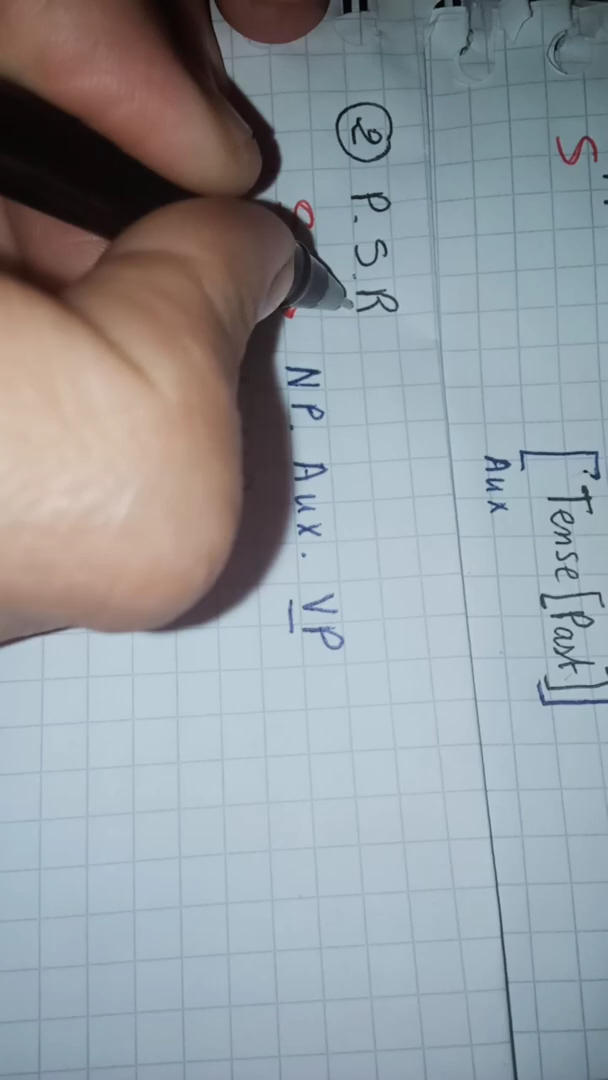 S
[Tense [Past]]
Aux
② P.S.R
NP. Aux. VP